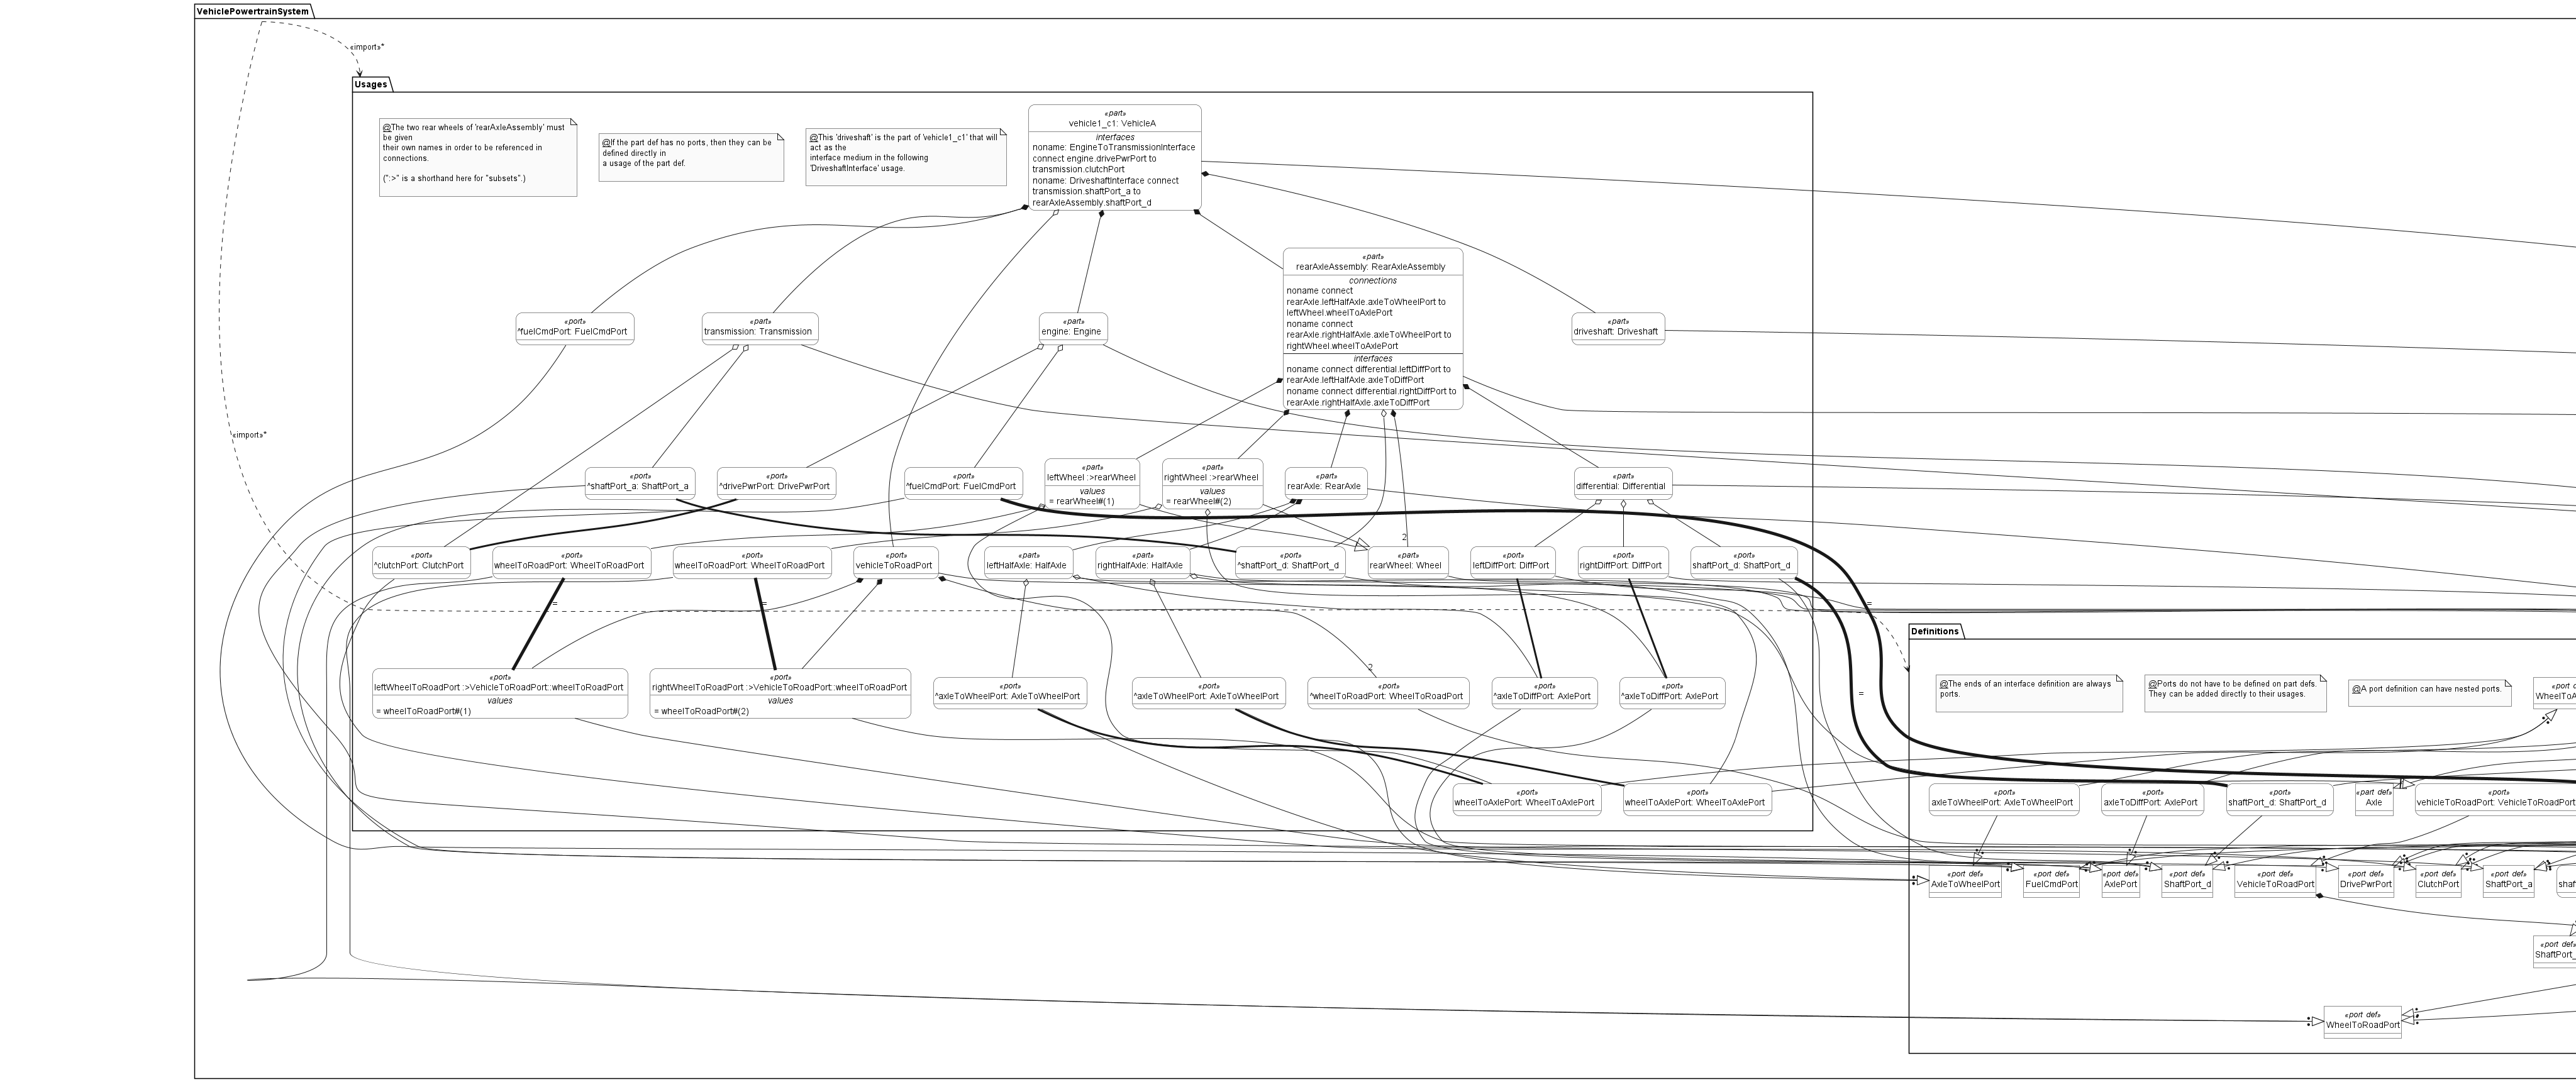 VehiclePowertrainSystem
«import»*
Usages
@The two rear wheels of 'rearAxleAssembly' must
be given
their own names in order to be referenced in
connections.
(":>" is a shorthand here for "subsets".)
@If the part def has no ports, then they can be
defined directly in
a usage of the part def.
@This 'driveshaft' is the part of 'vehicle1_c1' that will
act as the
interface medium in the following
'DriveshaftInterface' usage.
«part»
vehicle1_c1: VehicleA
interfaces
noname: EngineToTransmissionInterface
connect engine.drivePwrPort to
transmission.clutchPort
noname: DriveshaftInterface connect
transmission.shaftPort_a to
rearAxleAssembly.shaftPort_d
«part»
rearAxleAssembly: RearAxleAssembly
connections
noname connect
rearAxle.leftHalfAxle.axleToWheelPort to
leftWheel.wheelToAxlePort
noname connect
rearAxle.rightHalfAxle.axleToWheelPort to
rightWheel.wheelToAxlePort
interfaces
noname connect differential.leftDiffPort to
rearAxle.leftHalfAxle.axleToDiffPort
noname connect differential.rightDiffPort to
rearAxle.rightHalfAxle.axleToDiffPort
«port»
^fuelCmdPort: FuelCmdPort
«part»
transmission: Transmission
«part»
engine: Engine
«part»
driveshaft: Driveshaft
«import»*
«port»
^shaftPort_a: ShaftPort_a
«port»
^drivePwrPort: DrivePwrPort
«port»
^fuelCmdPort: FuelCmdPort
«part»
leftWheel :>rearWheel
values
= rearWheel#(1)
«part»
rightWheel :>rearWheel
values
= rearWheel#(2)
«part»
rearAxle: RearAxle
«part»
differential: Differential
2
«port»
^clutchPort: ClutchPort
«port»
wheelToRoadPort: WheelToRoadPort
«port»
wheelToRoadPort: WheelToRoadPort
«port»
vehicleToRoadPort
«part»
leftHalfAxle: HalfAxle
«part»
rightHalfAxle: HalfAxle
«port»
^shaftPort_d: ShaftPort_d
«part»
rearWheel: Wheel
«port»
leftDiffPort: DiffPort
«port»
rightDiffPort: DiffPort
«port»
shaftPort_d: ShaftPort_d
=
=
=
=
2
«port»
leftWheelToRoadPort :>VehicleToRoadPort::wheelToRoadPort
values
= wheelToRoadPort#(1)
«port»
rightWheelToRoadPort :>VehicleToRoadPort::wheelToRoadPort
values
= wheelToRoadPort#(2)
«port»
^axleToWheelPort: AxleToWheelPort
«port»
^axleToWheelPort: AxleToWheelPort
«port»
^wheelToRoadPort: WheelToRoadPort
«port»
^axleToDiffPort: AxlePort
«port»
^axleToDiffPort: AxlePort
«port»
wheelToAxlePort: WheelToAxlePort
«port»
wheelToAxlePort: WheelToAxlePort
Definitions
@The ends of an interface definition are always
ports.
@Ports do not have to be defined on part defs.
They can be added directly to their usages.
@A port definition can have nested ports.
«port d
WheelToA
«port»
axleToWheelPort: AxleToWheelPort
«port»
axleToDiffPort: AxlePort
«port»
shaftPort_d: ShaftPort_d
«part def»
Axle
«port»
vehicleToRoadPort: VehicleToRoadPort
«port def»
AxleToWheelPort
«port def»
FuelCmdPort
«port def»
AxlePort
«port def»
ShaftPort_d
«port def»
VehicleToRoadPort
«port def»
DrivePwrPort
«port def»
ClutchPort
«port def»
ShaftPort_a
shaf
«port def»
ShaftPort_
«port def»
WheelToRoadPort